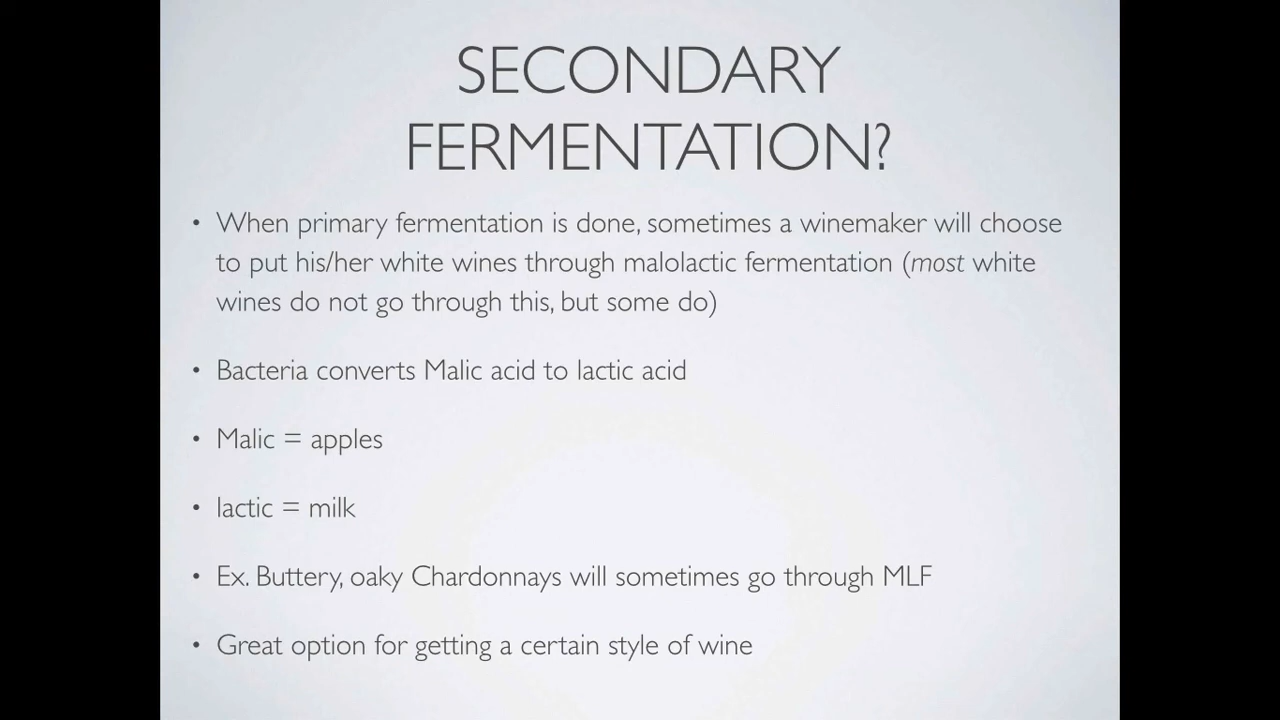 SECONDARY
FERMENTATION?
• When primary fermentation is done, sometimes a winemaker will choose
to put his/her white wines through malolactic fermentation (most white
wines do not go through this, but some do)
• Bacteria converts Malic acid to lactic acid
• Malic = apples
• lactic = milk
• Ex. Buttery, oaky Chardonnays will sometimes go through MLF
• Great option for getting a certain style of wine